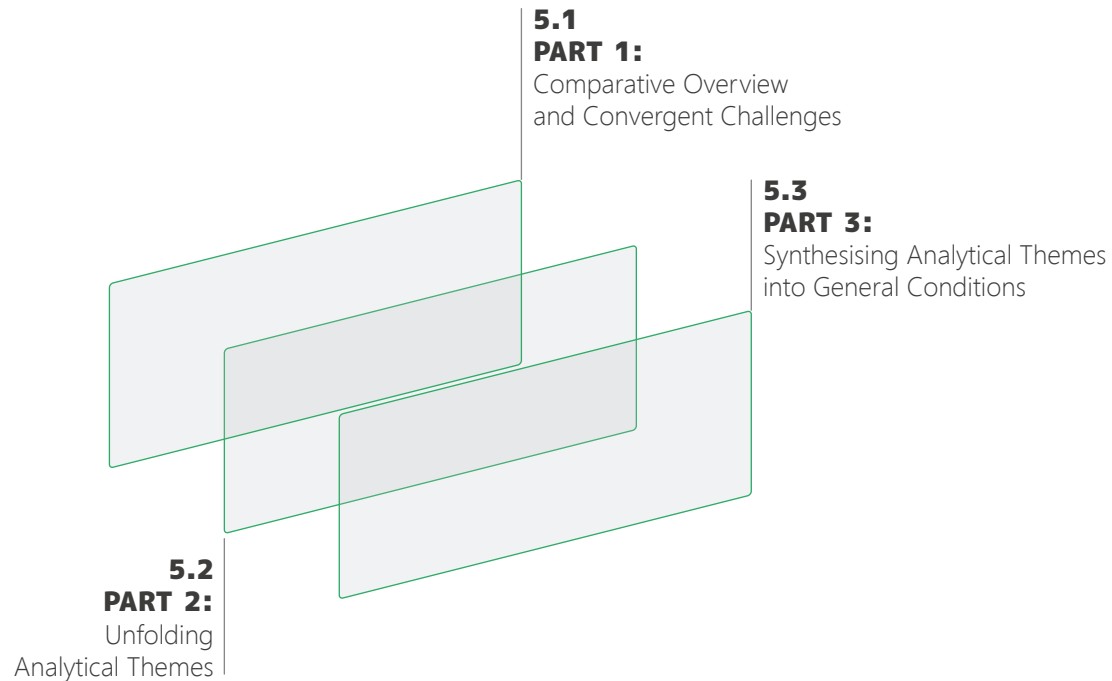 5.1
PART 1:
Comparative Overview
and Convergent Challenges
5.3
PART 3:
Synthesising Analytical Themes
into General Conditions
5.2
PART 2:
Unfolding
Analytical Themes